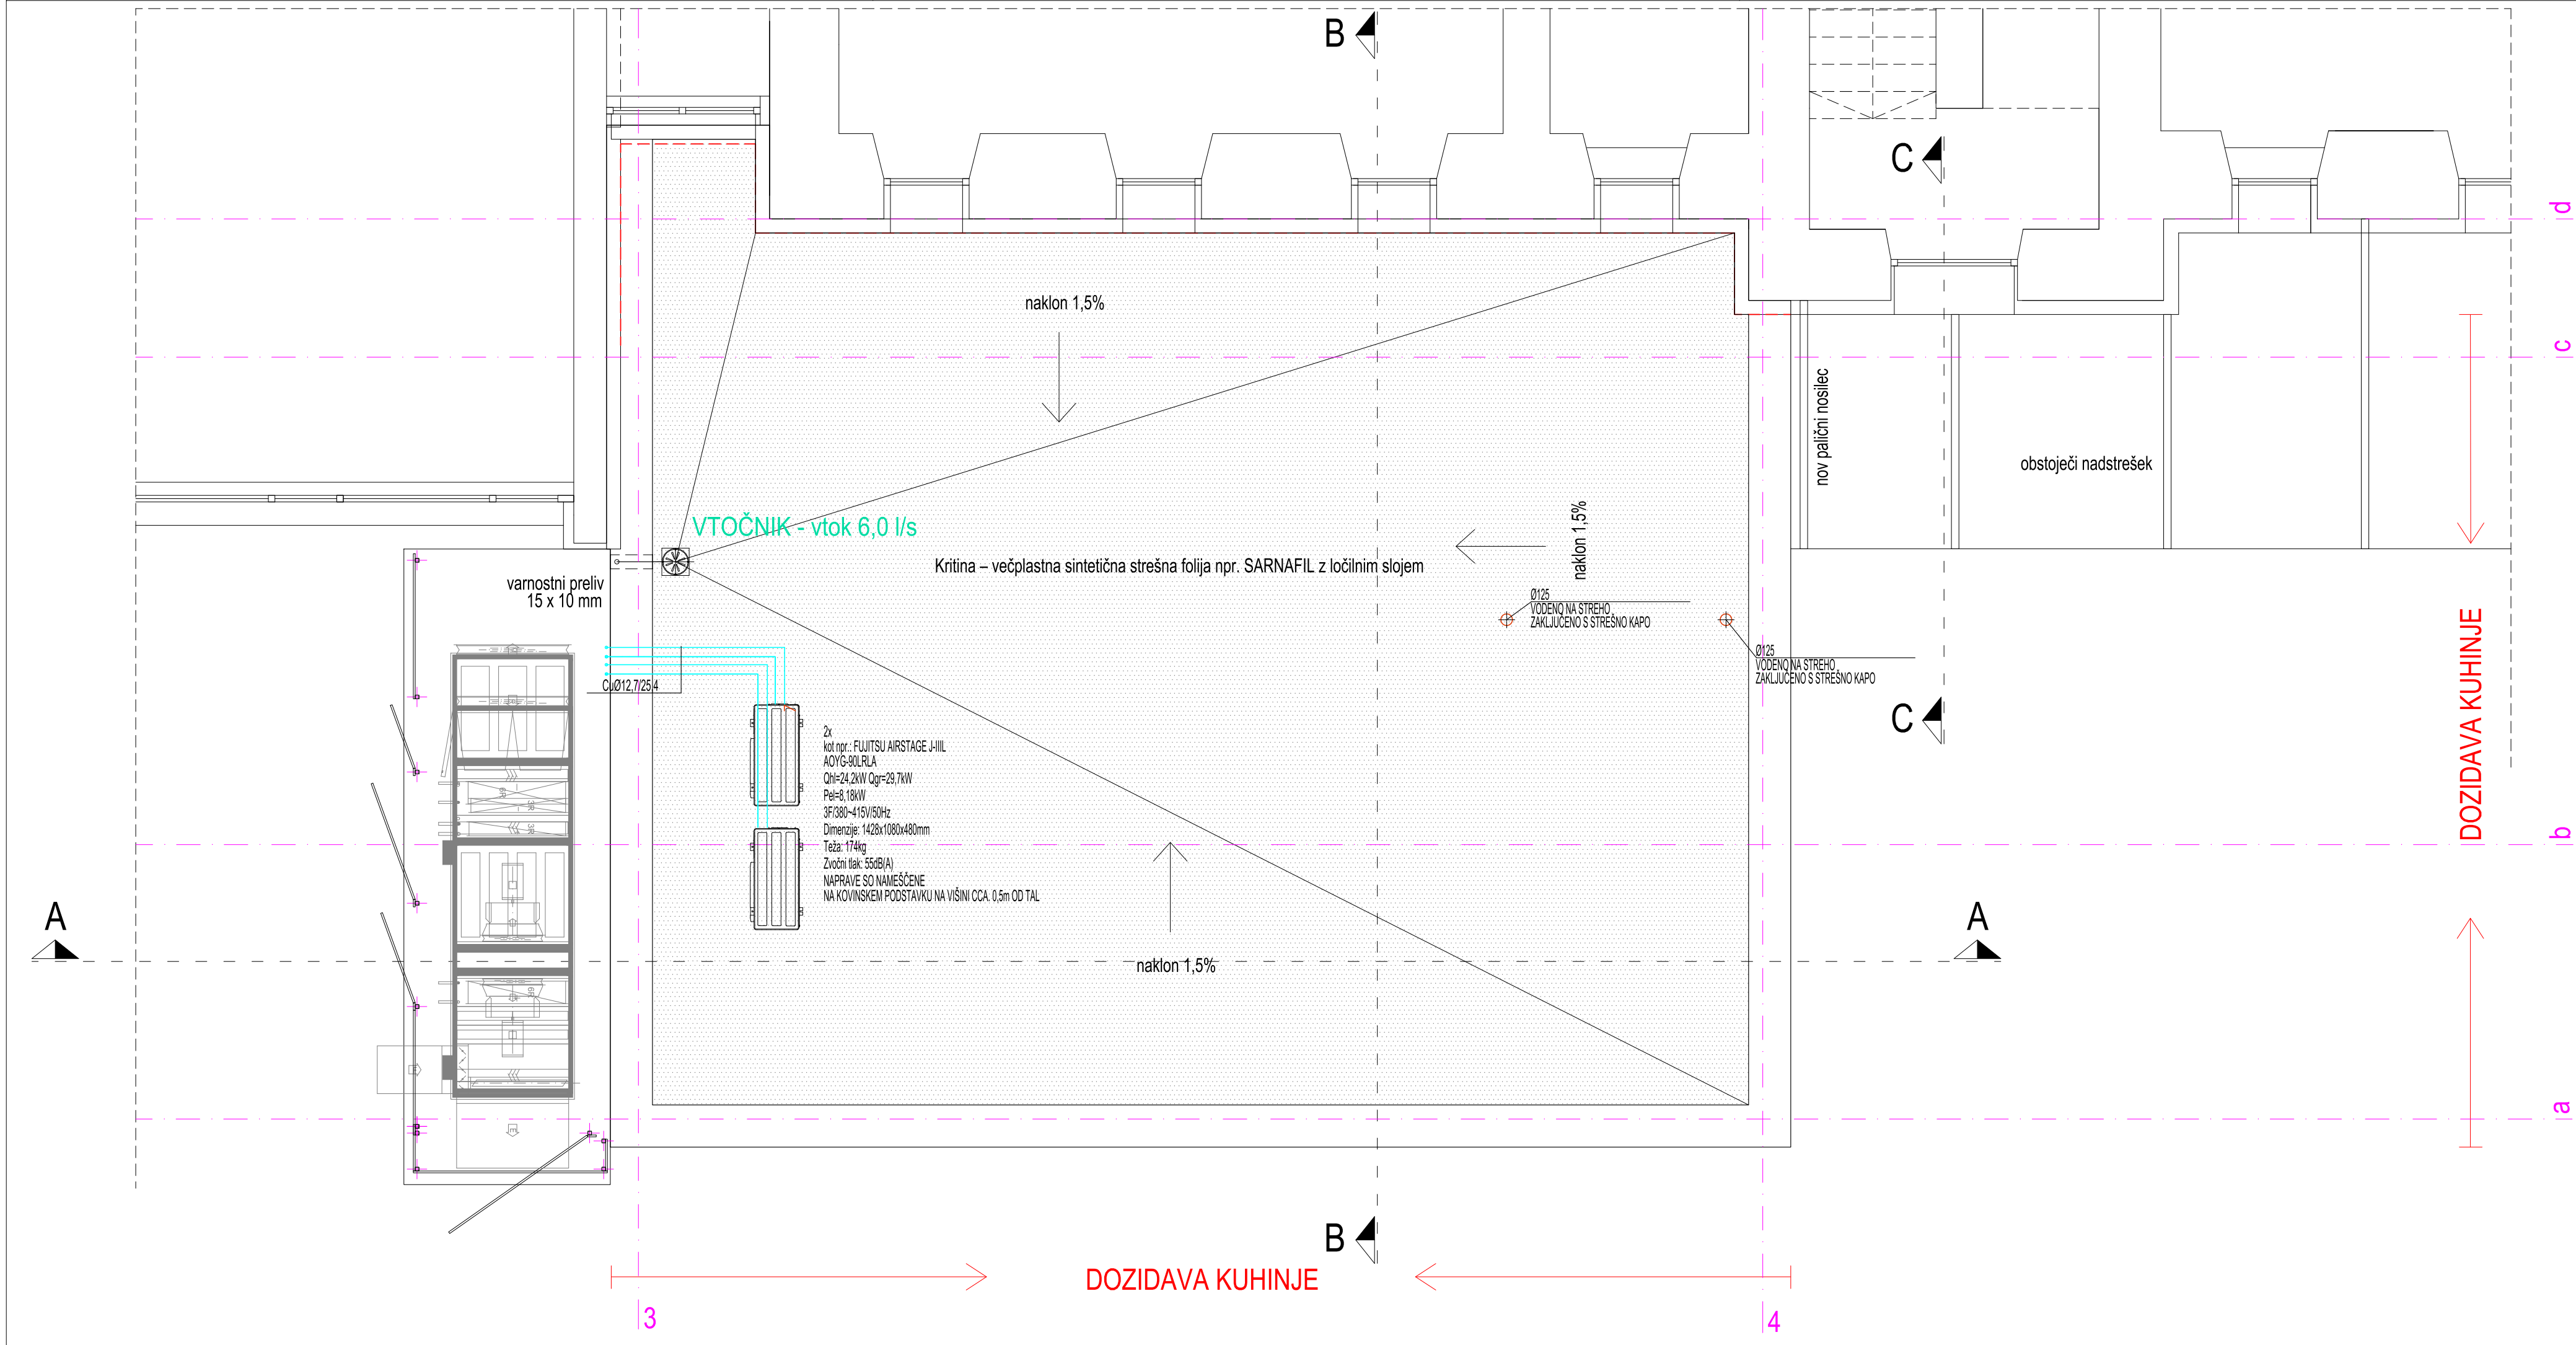 B
C
d
naklon 1,5%
c
nov palični nosilec
obstoječi nadstrešek
VTOČNIK - vtok 6,0 l/s
naklon 1,5%
Kritina – večplastna sintetična strešna folija npr. SARNAFIL z ločilnim slojem
varnostni preliv
15 x 10 mm
Ø125
VODENO NA STREHO
ZAKLJUČENO S STREŠNO KAPO
Ø125
VODENO NA STREHO
ZAKLJUČENO S STREŠNO KAPO
CuØ12,7/25,4
C
DOZIDAVA KUHINJE
2x
kot npr.: FUJITSU AIRSTAGE J-IIIL
AOYG-90LRLA
Qhl=24,2kW Qgr=29,7kW
Pel=8,18kW
3F/380~415V/50Hz
Dimenzije: 1428x1080x480mm
Teža: 174kg
Zvočni tlak: 55dB(A)
NAPRAVE SO NAMEŠČENE
NA KOVINSKEM PODSTAVKU NA VIŠINI CCA. 0,5m OD TAL
6R
3R
3R
6R
b
A
A
naklon 1,5%
a
B
DOZIDAVA KUHINJE
3
4